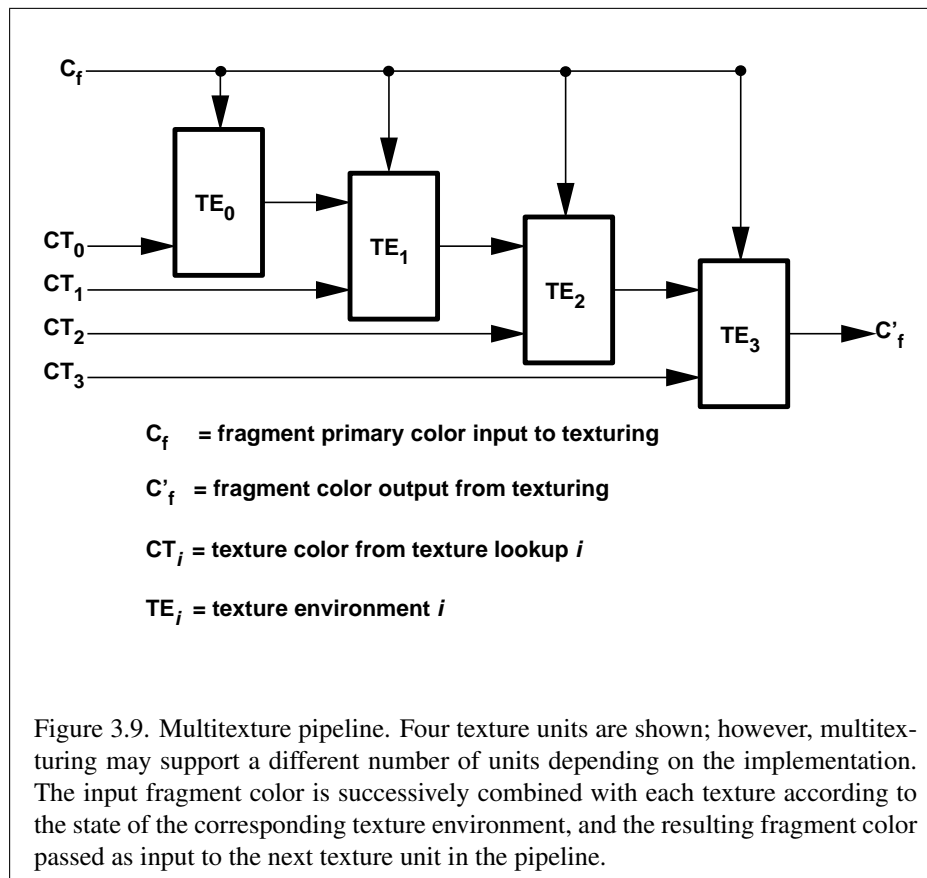 C_f
TE_0
CT_0
TE_1
CT_1
TE_2
CT_2
TE_3
C'_f
CT_3
C_f = fragment primary color input to texturing
C'_f = fragment color output from texturing
CT_i = texture color from texture lookup i
TE_i = texture environment i
Figure 3.9. Multitexture pipeline. Four texture units are shown; however, multitex-
turing may support a different number of units depending on the implementation.
The input fragment color is successively combined with each texture according to
the state of the corresponding texture environment, and the resulting fragment color
passed as input to the next texture unit in the pipeline.